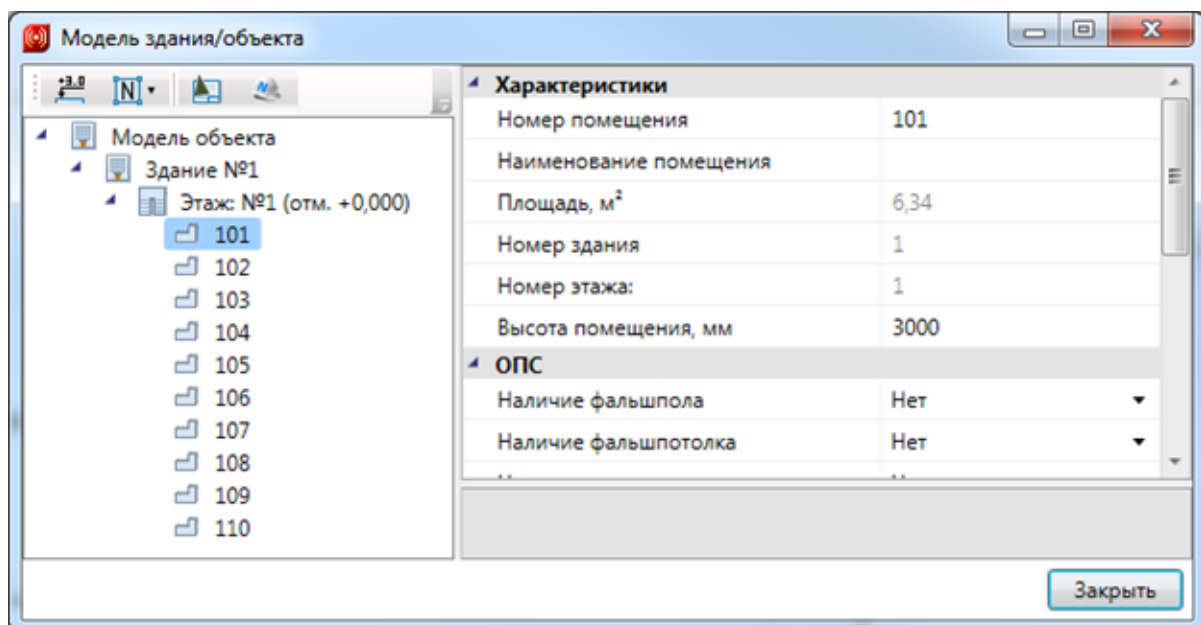 Модель здания/объекта
+3.0
N
Модель объекта
Здание №1
Этаж: №1 (отм. +0,000)
101
102
103
104
105
106
107
108
109
110
Характеристики
Номер помещения 101
Наименование помещения
Площадь, м² 6,34
Номер здания 1
Номер этажа: 1
Высота помещения, мм 3000
ОПС
Наличие фальшпола Нет
Наличие фальшпотолка Нет
Закрыть